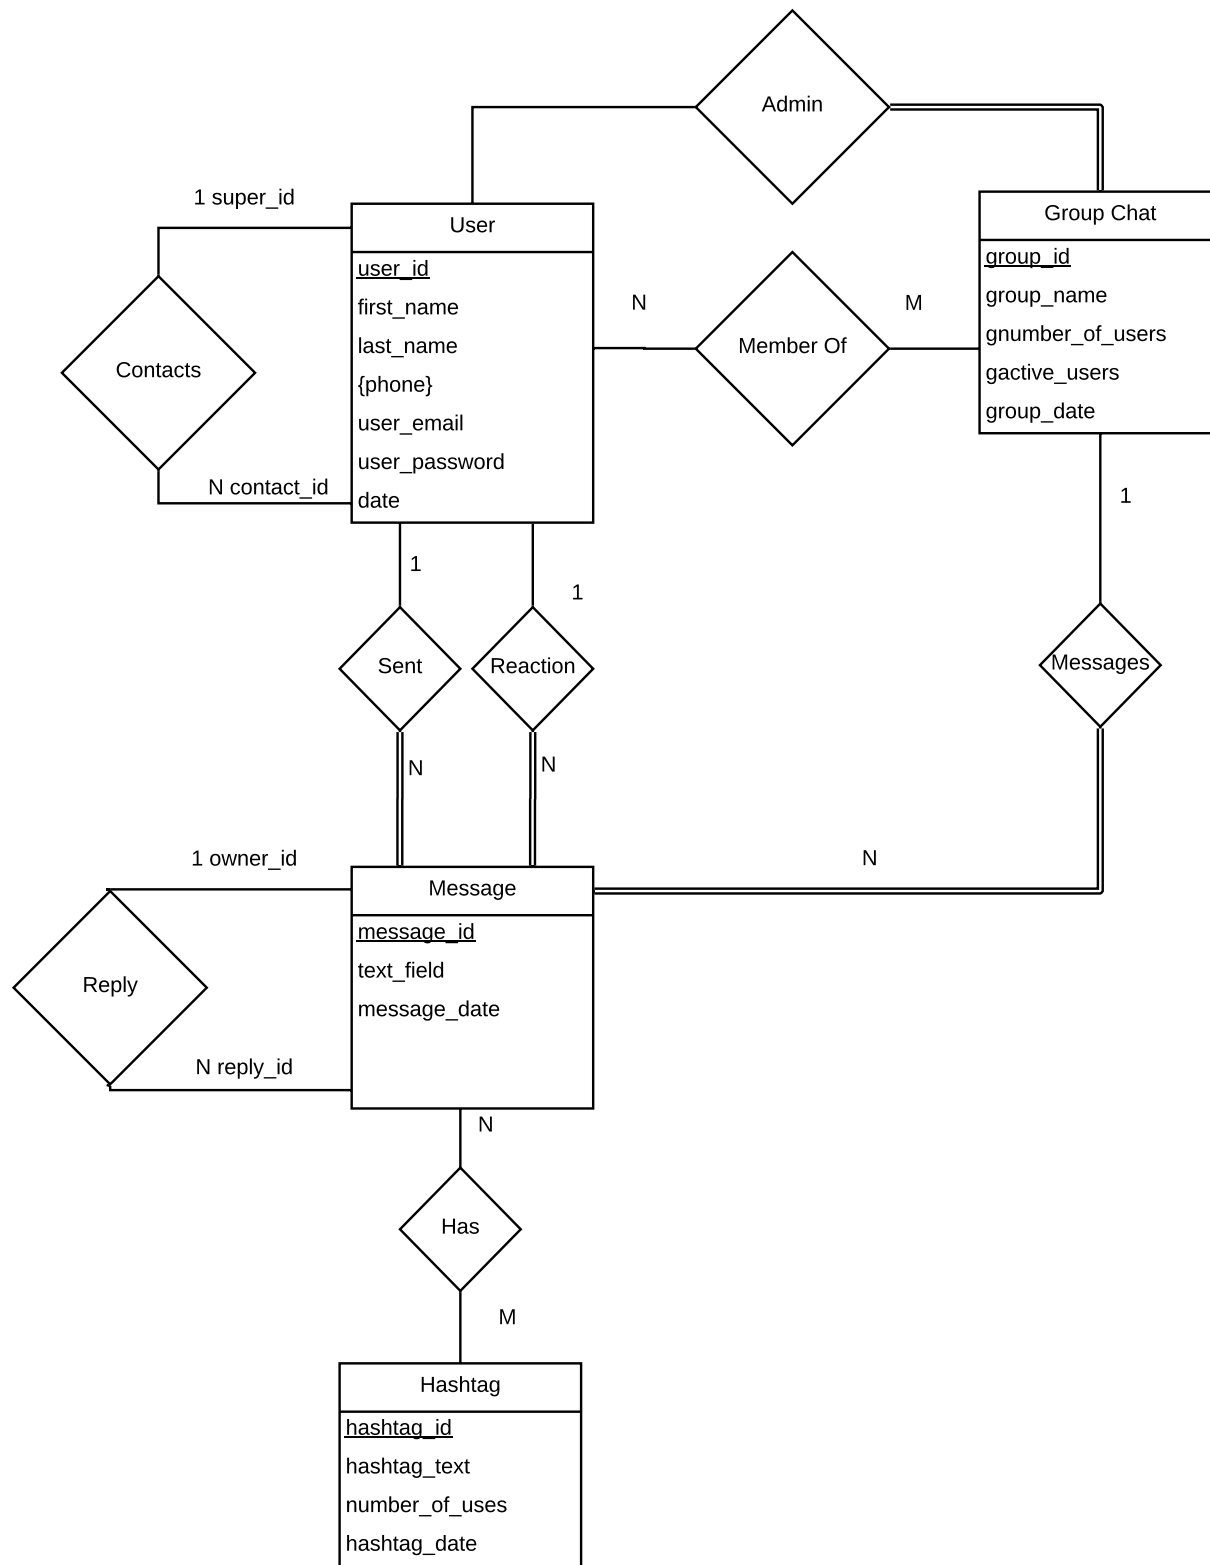 Admin
1 super_id
User
Group Chat
user_id
first_name
last_name
{phone}
user_email
user_password
date
N
Member Of
M
group_id
group_name
gnumber_of_users
gactive_users
group_date
Contacts
N contact_id
1
1
1
Sent
Reaction
Messages
N
N
1 owner_id
N
Message
message_id
text_field
message_date
Reply
N reply_id
N
Has
M
Hashtag
hashtag_id
hashtag_text
number_of_uses
hashtag_date